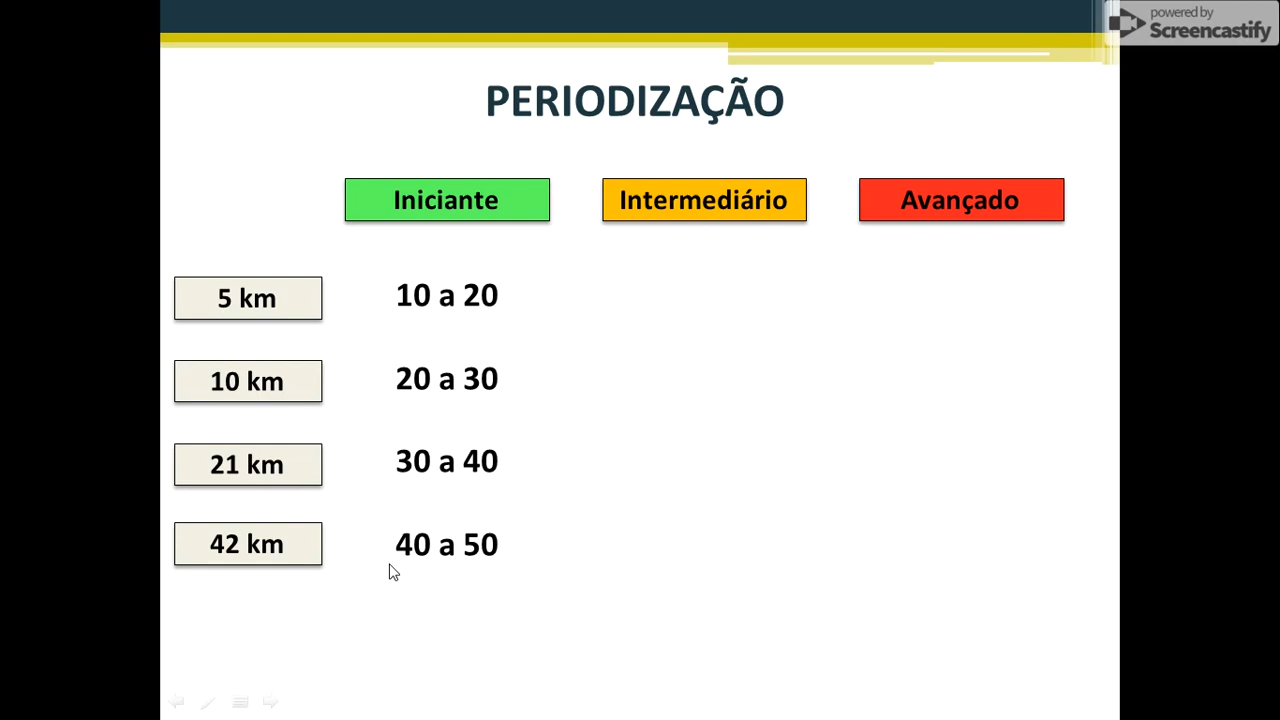 powered by
Screencastify
PERIODIZAÇÃO
Iniciante Intermediário Avançado
5 km 10 a 20
10 km 20 a 30
21 km 30 a 40
42 km 40 a 50